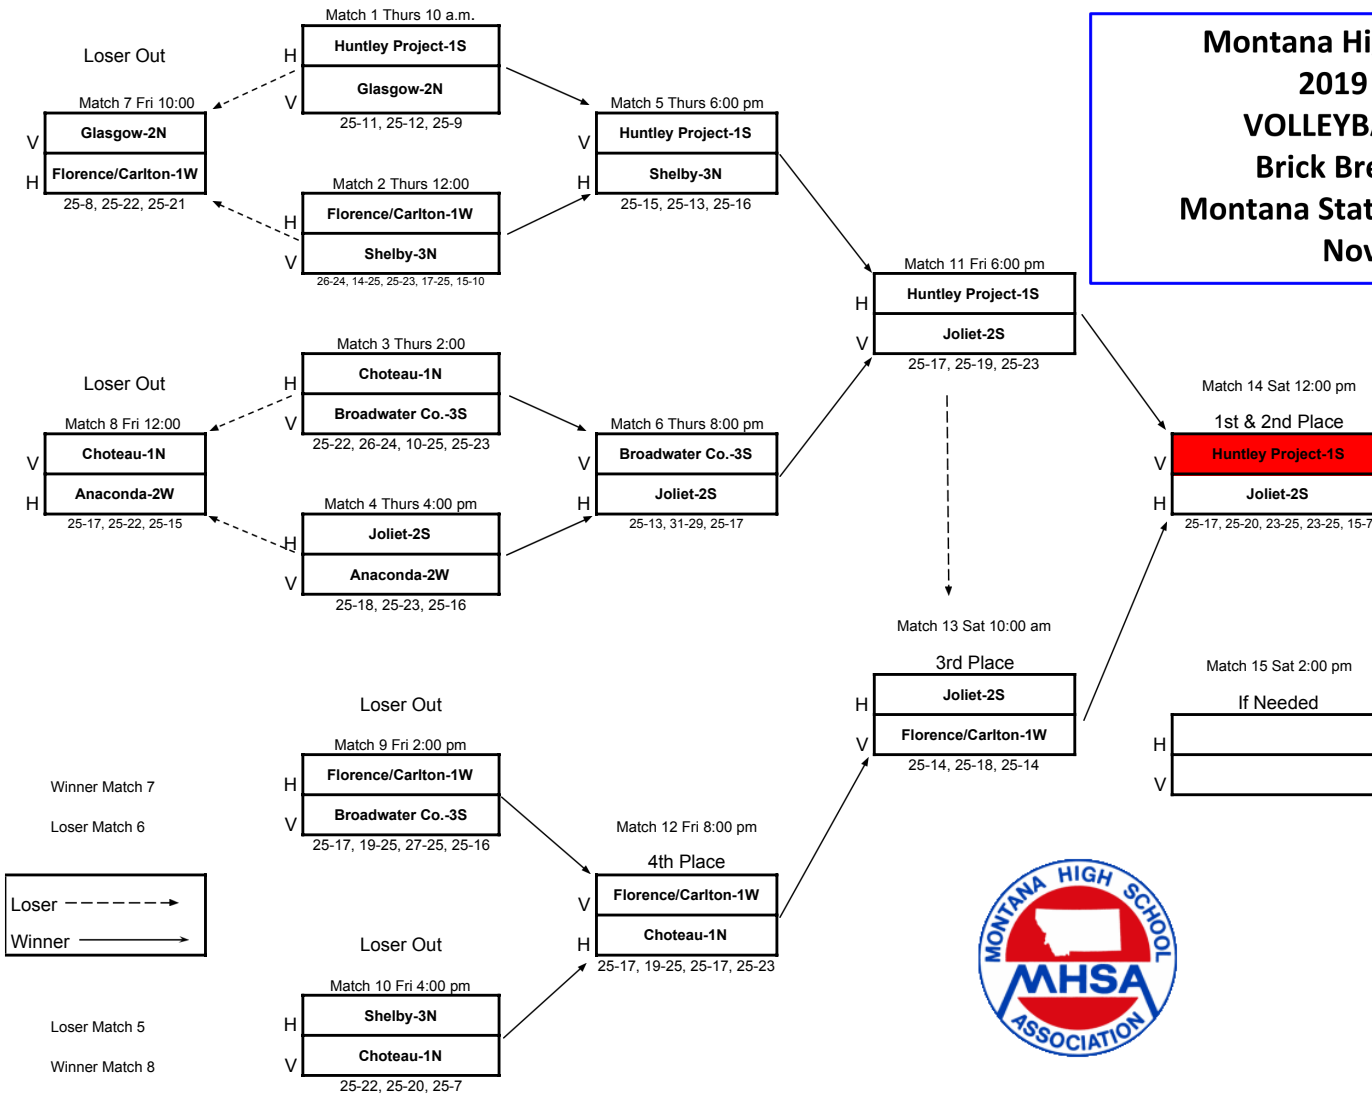 Match 1 Thurs 10 a.m.
Loser Out
H
Huntley Project-1S
V
Glasgow-2N
25-11, 25-12, 25-9
Match 7 Fri 10:00
V
Glasgow-2N
H
Florence/Carlton-1W
25-8, 25-22, 25-21
Match 2 Thurs 12:00
H
Florence/Carlton-1W
V
Shelby-3N
26-24, 14-25, 25-23, 17-25, 15-10
Match 5 Thurs 6:00 pm
V
Huntley Project-1S
H
Shelby-3N
25-15, 25-13, 25-16
Montana Hi
2019
VOLLEYBA
Brick Bre
Montana Stat
Nov
Match 11 Fri 6:00 pm
H
Huntley Project-1S
V
Joliet-2S
25-17, 25-19, 25-23
Match 3 Thurs 2:00
Loser Out
H
Choteau-1N
V
Broadwater Co.-3S
25-22, 26-24, 10-25, 25-23
Match 8 Fri 12:00
V
Choteau-1N
H
Anaconda-2W
25-17, 25-22, 25-15
Match 4 Thurs 4:00 pm
H
Joliet-2S
V
Anaconda-2W
25-18, 25-23, 25-16
Match 6 Thurs 8:00 pm
V
Broadwater Co.-3S
H
Joliet-2S
25-13, 31-29, 25-17
Match 14 Sat 12:00 pm
1st & 2nd Place
V
Huntley Project-1S
H
Joliet-2S
25-17, 25-20, 23-25, 23-25, 15-7
Match 13 Sat 10:00 am
3rd Place
H
Joliet-2S
V
Florence/Carlton-1W
25-14, 25-18, 25-14
Match 15 Sat 2:00 pm
If Needed
H
V
Loser Out
Match 9 Fri 2:00 pm
Winner Match 7
H
Florence/Carlton-1W
Loser Match 6
V
Broadwater Co.-3S
25-17, 19-25, 27-25, 25-16
Match 12 Fri 8:00 pm
4th Place
V
Florence/Carlton-1W
H
Choteau-1N
25-17, 19-25, 25-17, 25-23
Loser
Winner
Loser Out
Match 10 Fri 4:00 pm
Loser Match 5
H
Shelby-3N
Winner Match 8
V
Choteau-1N
25-22, 25-20, 25-7
MONTANA HIGH SCHOOL
MHSA
ASSOCIATION